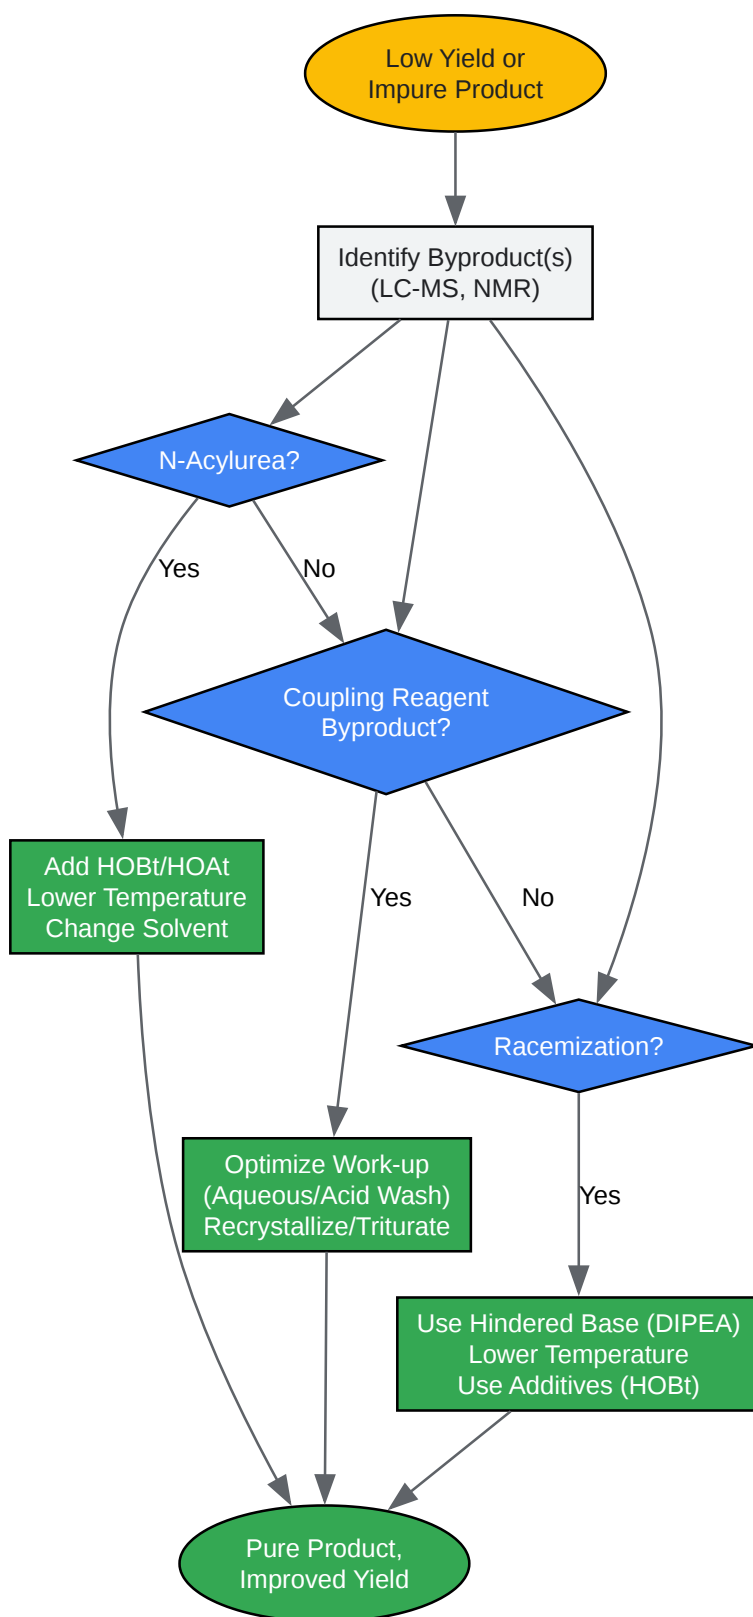 Low Yield or
Impure Product
Identify Byproduct(s)
(LC-MS, NMR)
N-Acylurea?
Yes
No
Coupling Reagent
Byproduct?
Add HOBt/HOAt
Lower Temperature
Change Solvent
Yes
No
Racemization?
Optimize Work-up
(Aqueous/Acid Wash)
Recrystallize/Triturate
Yes
Use Hindered Base (DIPEA)
Lower Temperature
Use Additives (HOBt)
Pure Product,
Improved Yield